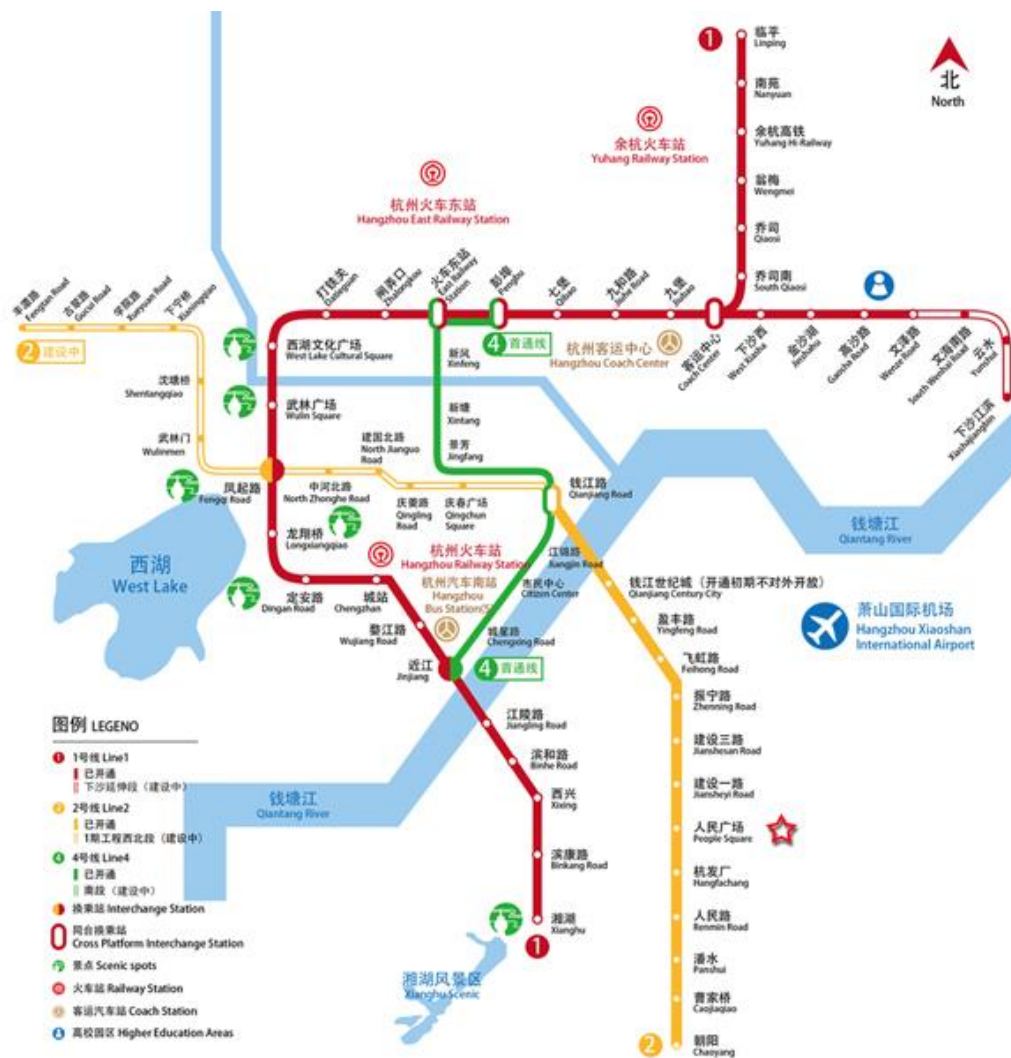 1
临平
Linping
南苑
Nanyuan
余杭高铁
Yuhang Hi-Railway
翁梅
Wengmei
乔司
Qiaosi
乔司南
South Qiaosi
北
North
余杭火车站
Yuhang Railway Station
杭州火车东站
Hangzhou East Railway Station
丰潭路
Fengtan Road
古翠路
Gucui Road
学院路
Xueyuan Road
下宁桥
Xianingqiao
2 建设中
沈塘桥
Shentangqiao
武林门
Wulinmen
凤起路
Fengqi Road
打铁关
Datieguan
闸弄口
Zhalongkou
火车东站
East Railway
Station
彭埠
Pengbu
七堡
Qibao
九和路
Jiuhe Road
九堡
Jiubao
客运中心
Coach Center
下沙西
West Xiasha
金沙湖
Jinshahu
高沙路
Gaosha Road
文泽路
Wenze Road
文海南路
South Wenhai Road
云水
Yunshui
下沙江滨
Xiashajiangbin
西湖文化广场
West Lake Cultural Square
武林广场
Wulin Square
新风
Xinfeng
4 首通线
杭州客运中心
Hangzhou Coach Center
新塘
Xintang
景芳
Jingfang
建国北路
North Jianguo
Road
中河北路
North Zhonghe Road
庆菱路
Qingling
Road
庆春广场
Qingchun
Square
钱江路
Qianjiang Road
龙翔桥
Longxiangqiao
杭州火车站
Hangzhou Railway Station
西湖
West Lake
定安路
Dingan Road
城站
Chengzhan
杭州汽车南站
Hangzhou
Bus Station(S)
江锦路
Jiangjin Road
市民中心
Citizen Center
城星路
Chengxing Road
婺江路
Wujiang Road
近江
Jinjiang
4 首通线
钱塘江
Qiantang River
钱江世纪城（开通初期不对外开放）
Qianjiang Century City
盈丰路
Yingfeng Road
飞虹路
Feihong Road
萧山国际机场
Hangzhou Xiaoshan
International Airport
振宁路
Zhenning Road
建设三路
Jianshesan Road
建设一路
Jiansheyi Road
人民广场
People Square
杭发厂
Hangfachang
人民路
Renmin Road
潘水
Panshui
曹家桥
Caojiaqiao
朝阳
Chaoyang
2
江陵路
Jiangling Road
滨和路
Binhe Road
西兴
Xixing
滨康路
Binkang Road
湘湖
Xianghu
1
湘湖风景区
Xianghu Scenic
钱塘江
Qiantang River
图例 LEGENO
1 1号线 Line1
已开通
下沙延伸段（建设中）
2 2号线 Line2
已开通
1期工程西北段（建设中）
4 4号线 Line4
已开通
南段（建设中）
换乘站 Interchange Station
同台换乘站
Cross Platform Interchange Station
景点 Scenic spots
火车站 Railway Station
客运汽车站 Coach Station
高校园区 Higher Education Areas